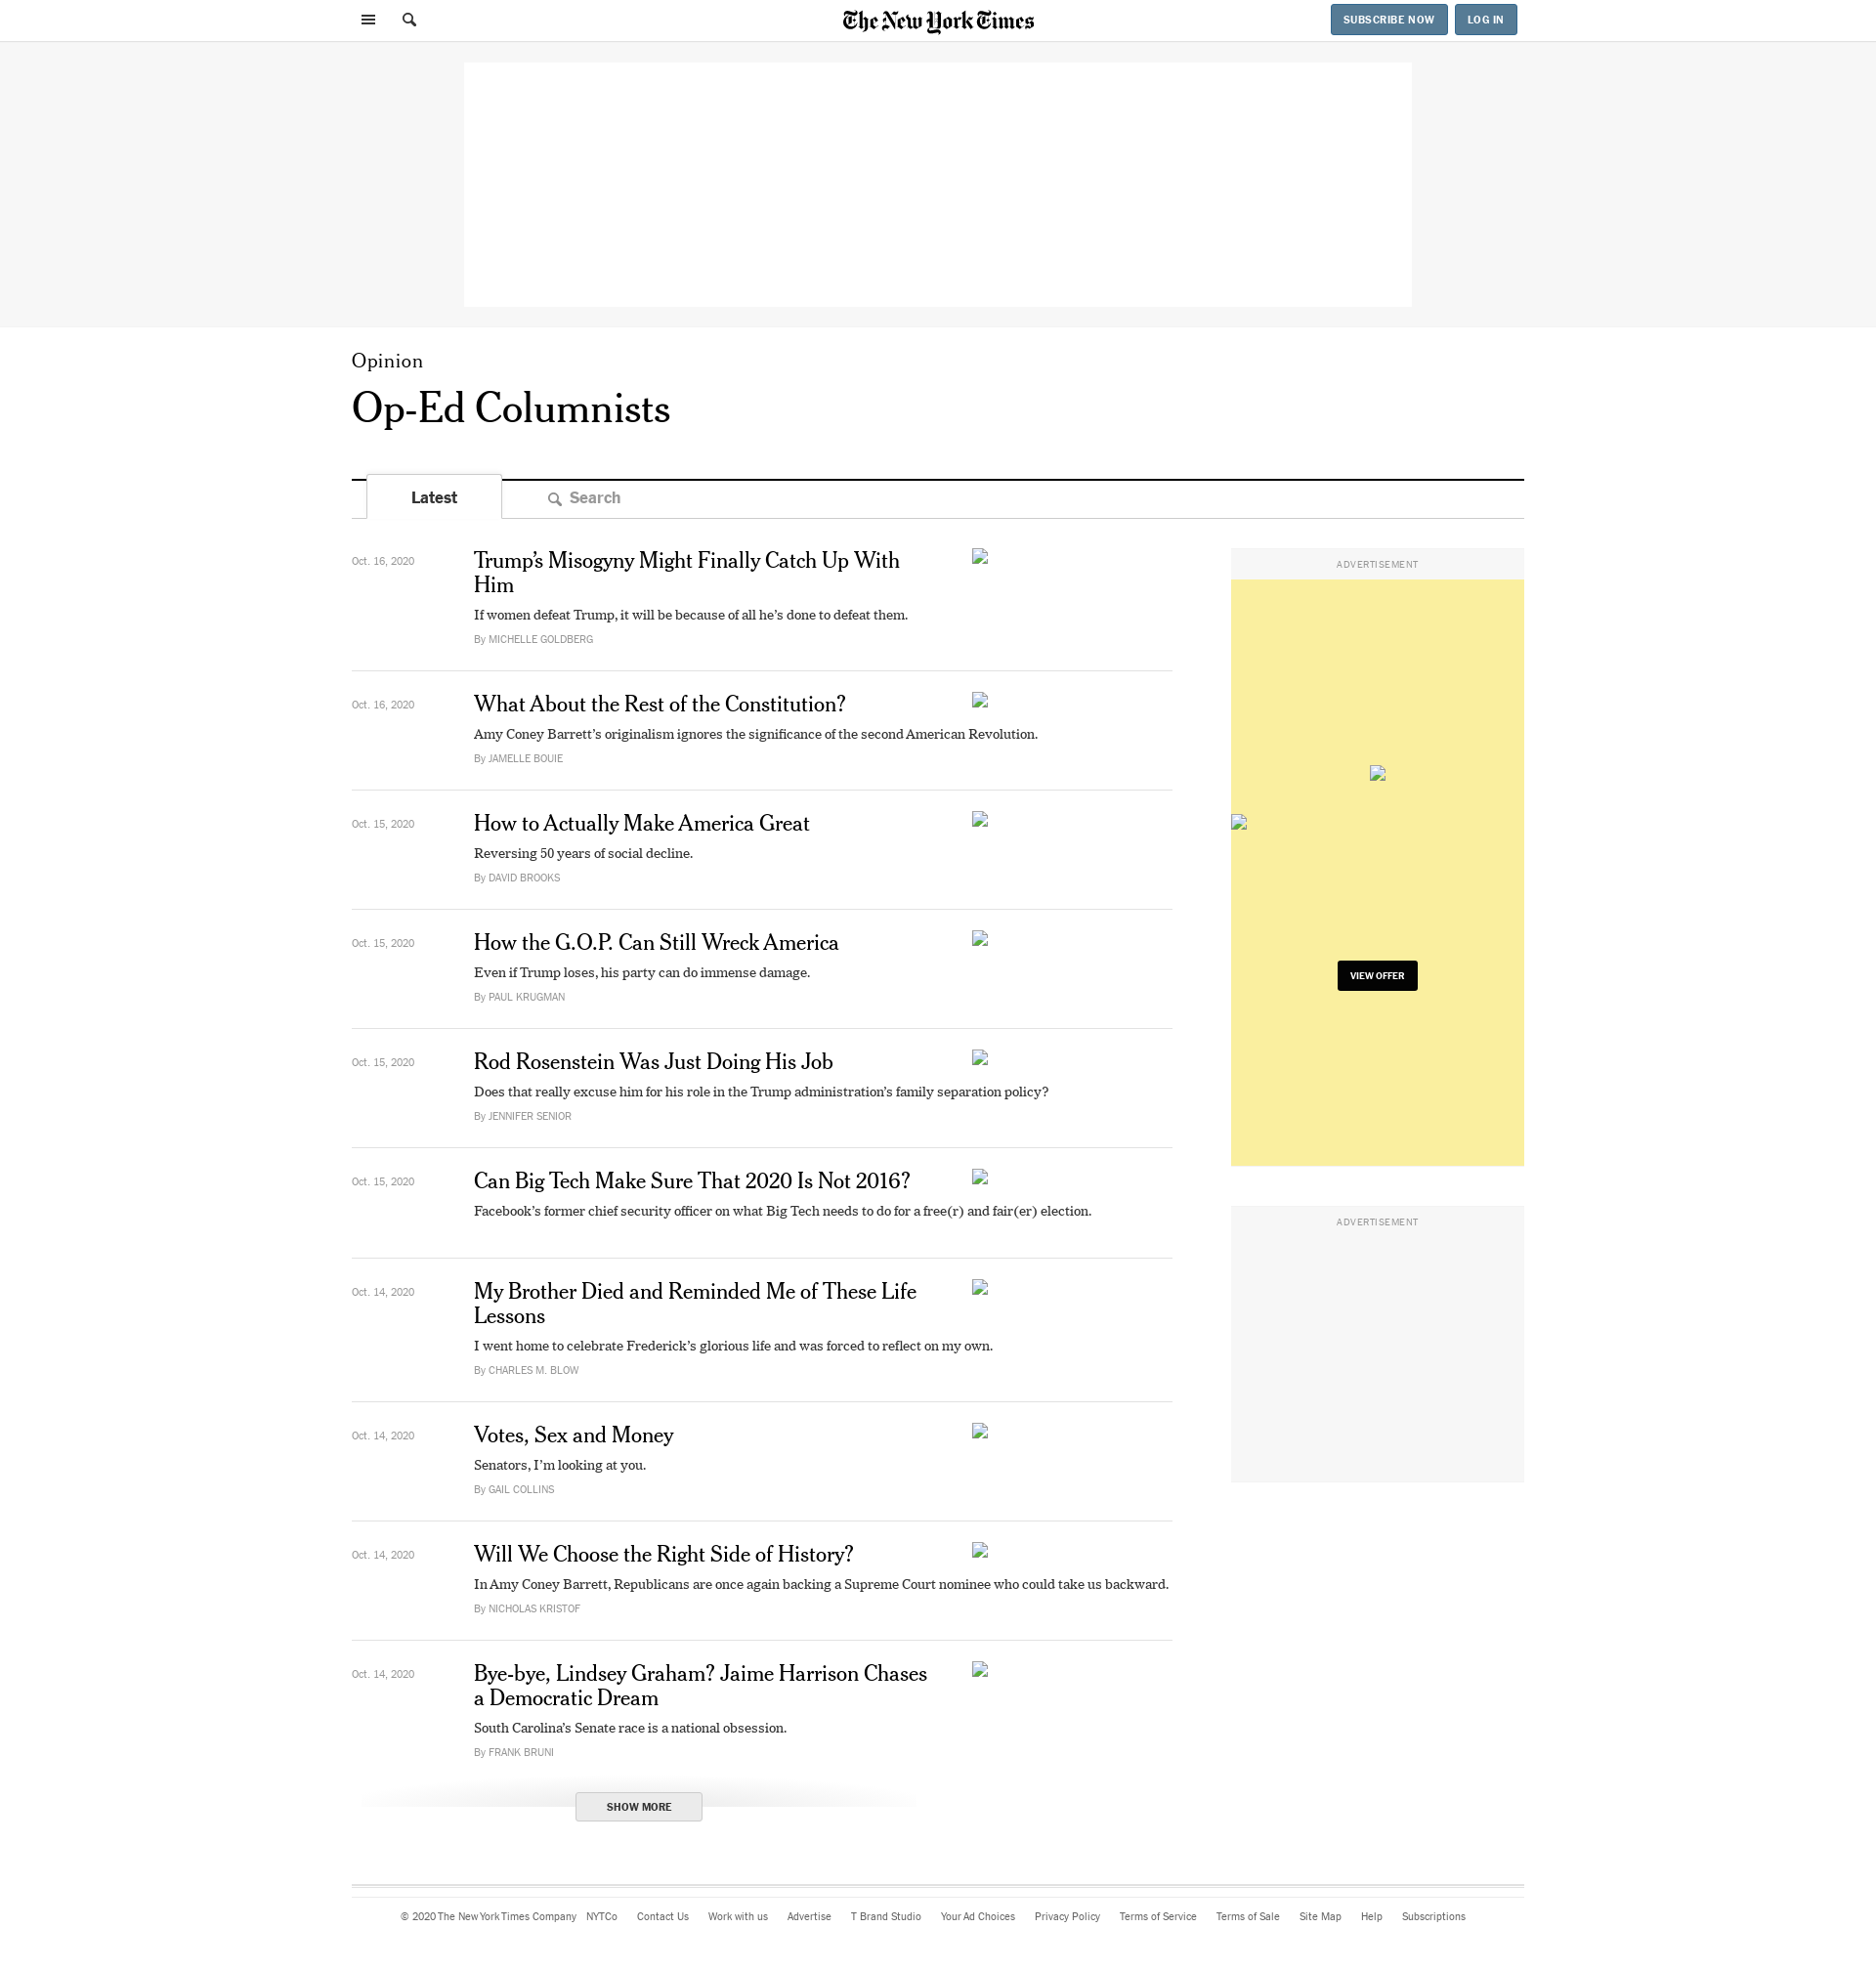 The New York Times
SUBSCRIBE NOW
LOG IN
Opinion
Op-Ed Columnists
Latest
Search
Oct. 16, 2020
Trump’s Misogyny Might Finally Catch Up With
Him
If women defeat Trump, it will be because of all he’s done to defeat them.
By MICHELLE GOLDBERG
Oct. 16, 2020
What About the Rest of the Constitution?
Amy Coney Barrett’s originalism ignores the significance of the second American Revolution.
By JAMELLE BOUIE
Oct. 15, 2020
How to Actually Make America Great
Reversing 50 years of social decline.
By DAVID BROOKS
Oct. 15, 2020
How the G.O.P. Can Still Wreck America
Even if Trump loses, his party can do immense damage.
By PAUL KRUGMAN
Oct. 15, 2020
Rod Rosenstein Was Just Doing His Job
Does that really excuse him for his role in the Trump administration’s family separation policy?
By JENNIFER SENIOR
Oct. 15, 2020
Can Big Tech Make Sure That 2020 Is Not 2016?
Facebook’s former chief security officer on what Big Tech needs to do for a free(r) and fair(er) election.
Oct. 14, 2020
My Brother Died and Reminded Me of These Life
Lessons
I went home to celebrate Frederick’s glorious life and was forced to reflect on my own.
By CHARLES M. BLOW
Oct. 14, 2020
Votes, Sex and Money
Senators, I’m looking at you.
By GAIL COLLINS
Oct. 14, 2020
Will We Choose the Right Side of History?
In Amy Coney Barrett, Republicans are once again backing a Supreme Court nominee who could take us backward.
By NICHOLAS KRISTOF
Oct. 14, 2020
Bye-bye, Lindsey Graham? Jaime Harrison Chases
a Democratic Dream
South Carolina’s Senate race is a national obsession.
By FRANK BRUNI
SHOW MORE
ADVERTISEMENT
VIEW OFFER
ADVERTISEMENT
© 2020 The New York Times Company NYTCo Contact Us Work with us Advertise T Brand Studio Your Ad Choices Privacy Policy Terms of Service Terms of Sale Site Map Help Subscriptions